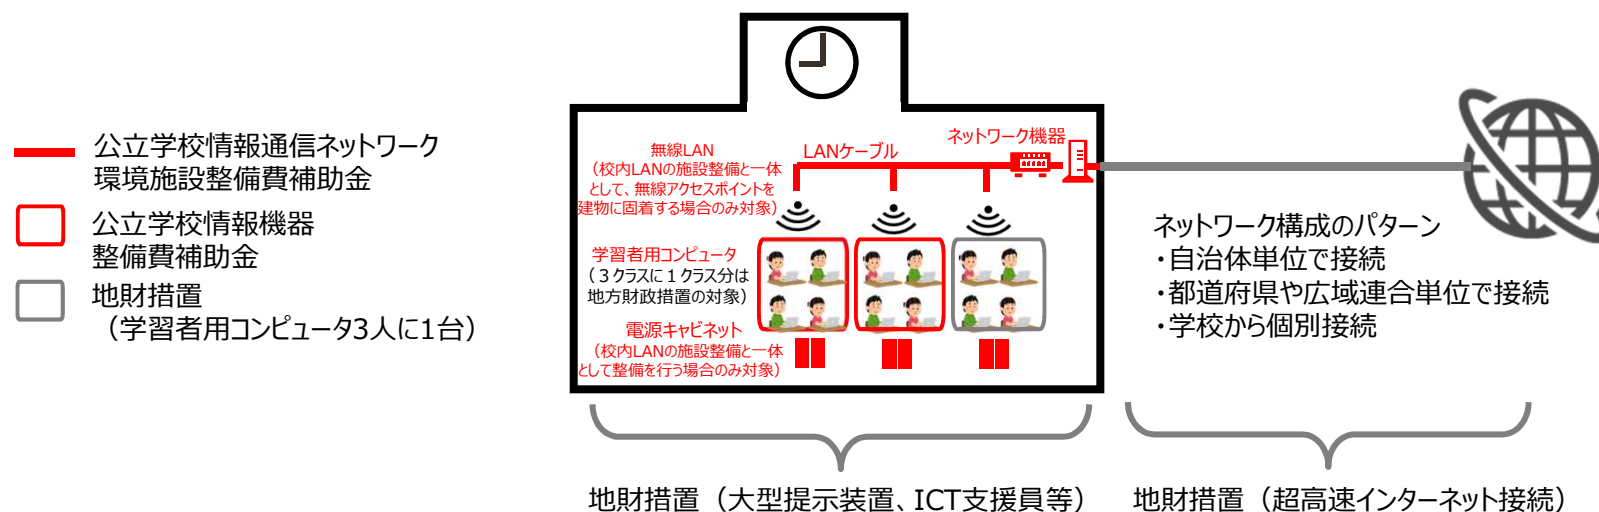 公立学校情報通信ネットワーク
環境施設整備費補助金
公立学校情報機器
整備費補助金
地財措置
（学習者用コンピュータ3人に1台）
無線LAN
（校内LANの施設整備と一体
として、無線アクセスポイントを
建物に固着する場合のみ対象）
LANケーブル
ネットワーク機器
学習者用コンピュータ
（３クラスに１クラス分は
地方財政措置の対象）
電源キャビネット
（校内LANの施設整備と一体
として整備を行う場合のみ対象）
ネットワーク構成のパターン
・自治体単位で接続
・都道府県や広域連合単位で接続
・学校から個別接続
地財措置（大型提示装置、ICT支援員等）
地財措置（超高速インターネット接続）